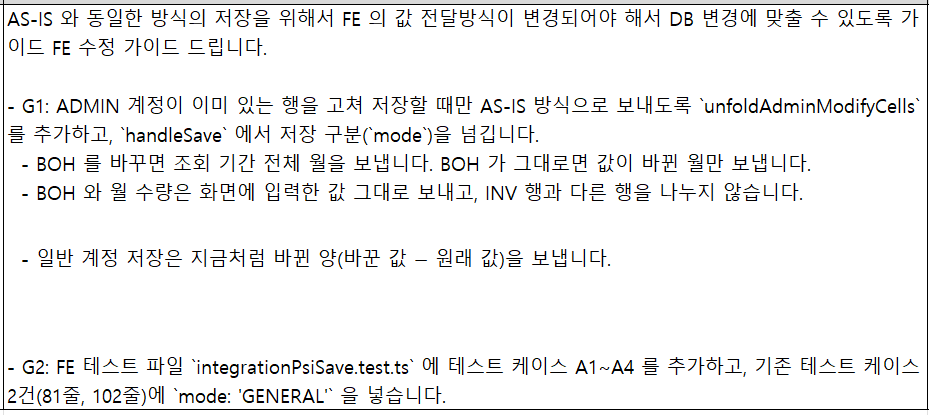 AS-IS 와 동일한 방식의 저장을 위해서 FE 의 값 전달방식이 변경되어야 해서 DB 변경에 맞출 수 있도록 가
이드 FE 수정 가이드 드립니다.
- G1: ADMIN 계정이 이미 있는 행을 고쳐 저장할 때만 AS-IS 방식으로 보내도록 `unfoldAdminModifyCells`
를 추가하고, `handleSave` 에서 저장 구분(`mode`)을 넘깁니다.
- BOH 를 바꾸면 조회 기간 전체 월을 보냅니다. BOH 가 그대로면 값이 바뀐 월만 보냅니다.
- BOH 와 월 수량은 화면에 입력한 값 그대로 보내고, INV 행과 다른 행을 나누지 않습니다.
- 일반 계정 저장은 지금처럼 바뀐 양(바꾼 값 – 원래 값)을 보냅니다.
- G2: FE 테스트 파일 `integrationPsiSave.test.ts` 에 테스트 케이스 A1~A4 를 추가하고, 기존 테스트 케이스
2건(81줄, 102줄)에 `mode: 'GENERAL'` 을 넣습니다.